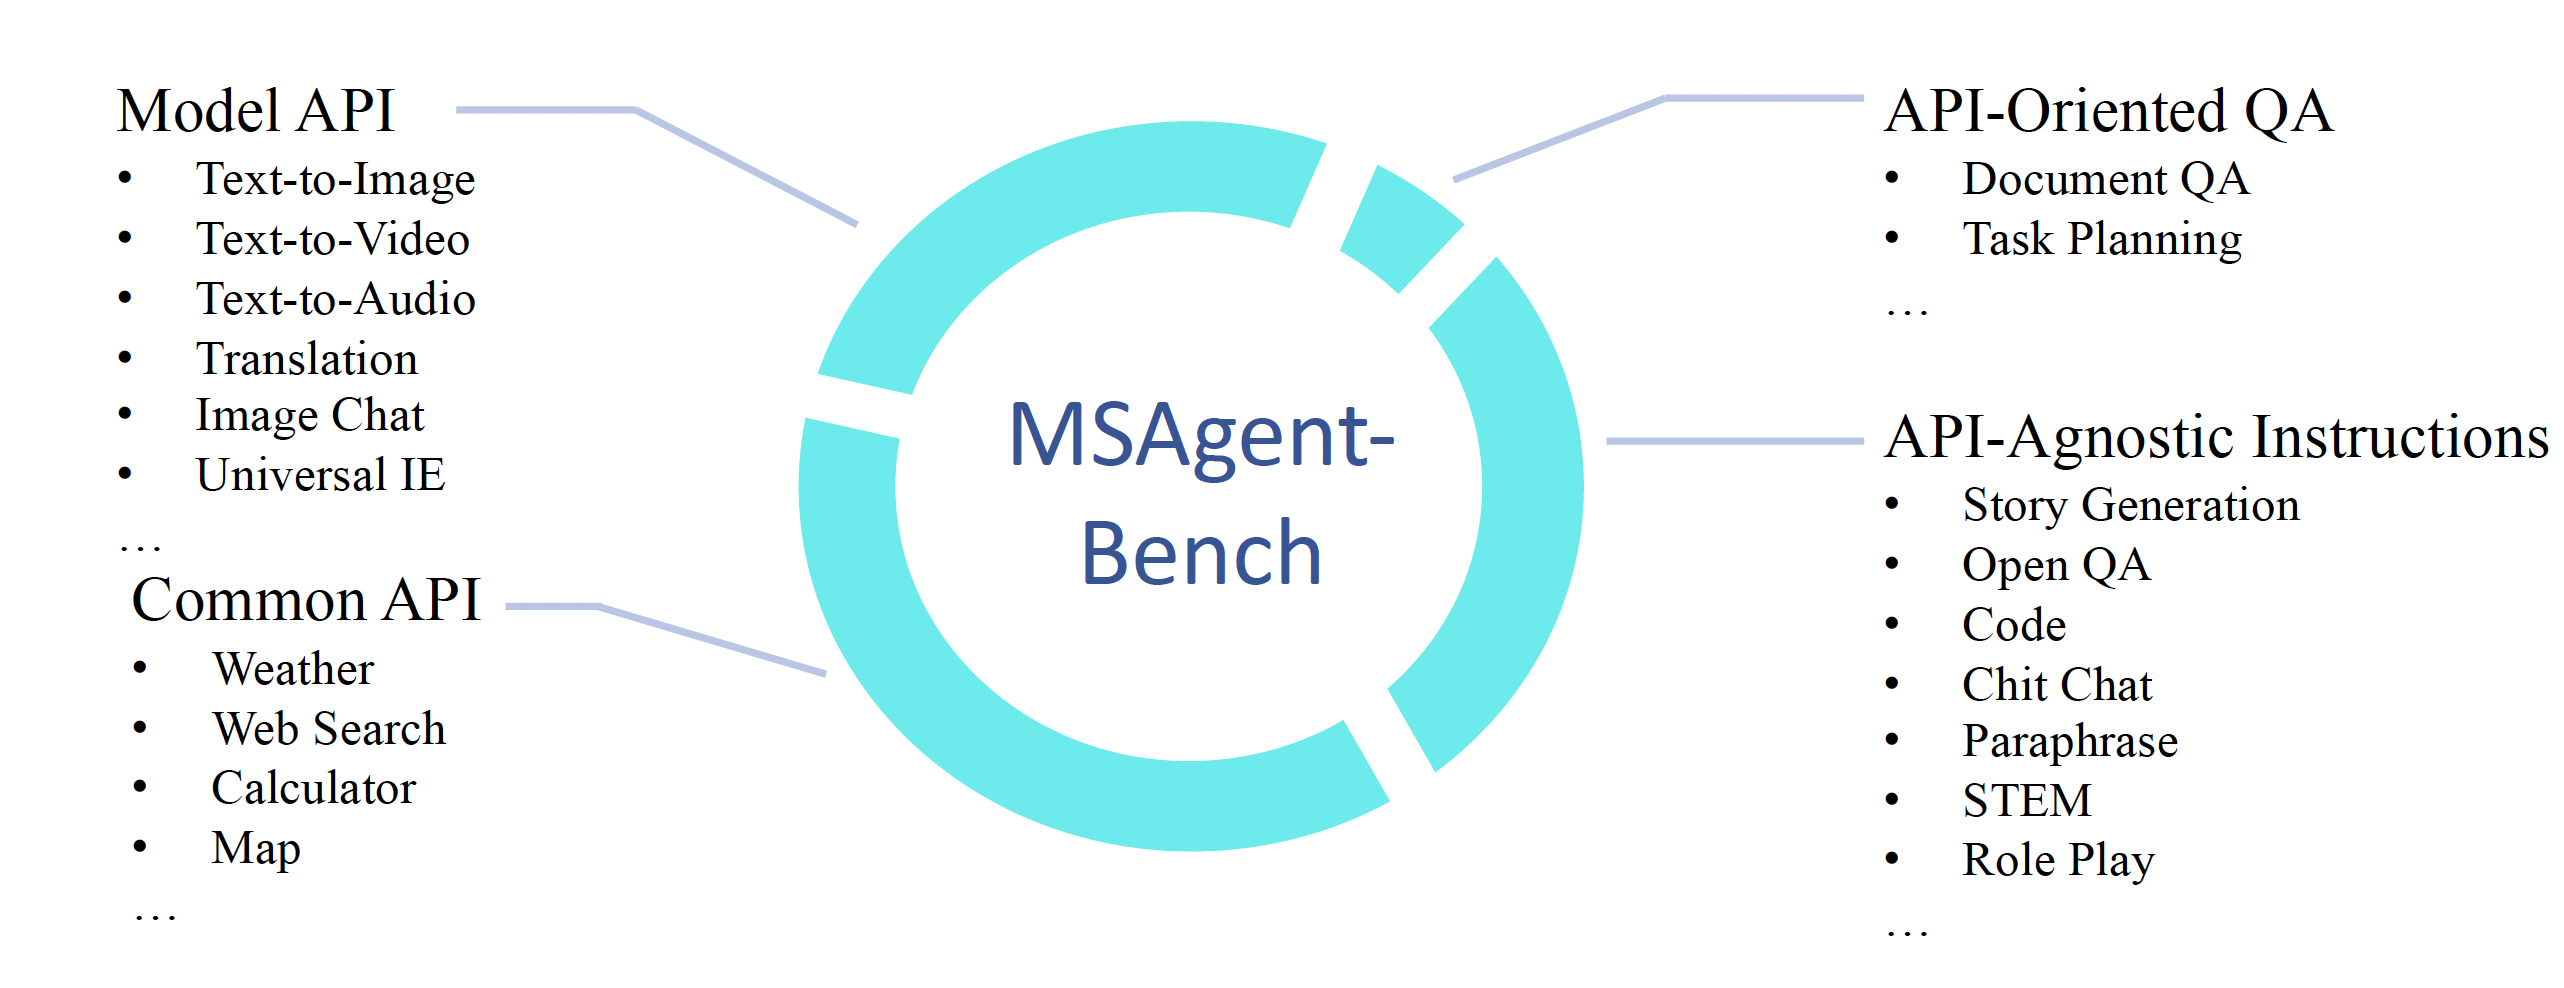 Model API
• Text-to-Image
• Text-to-Video
• Text-to-Audio
• Translation
• Image Chat
• Universal IE
…
Common API
• Weather
• Web Search
• Calculator
• Map
…
MSAgent-
Bench
API-Oriented QA
• Document QA
• Task Planning
…
API-Agnostic Instructions
• Story Generation
• Open QA
• Code
• Chit Chat
• Paraphrase
• STEM
• Role Play
…